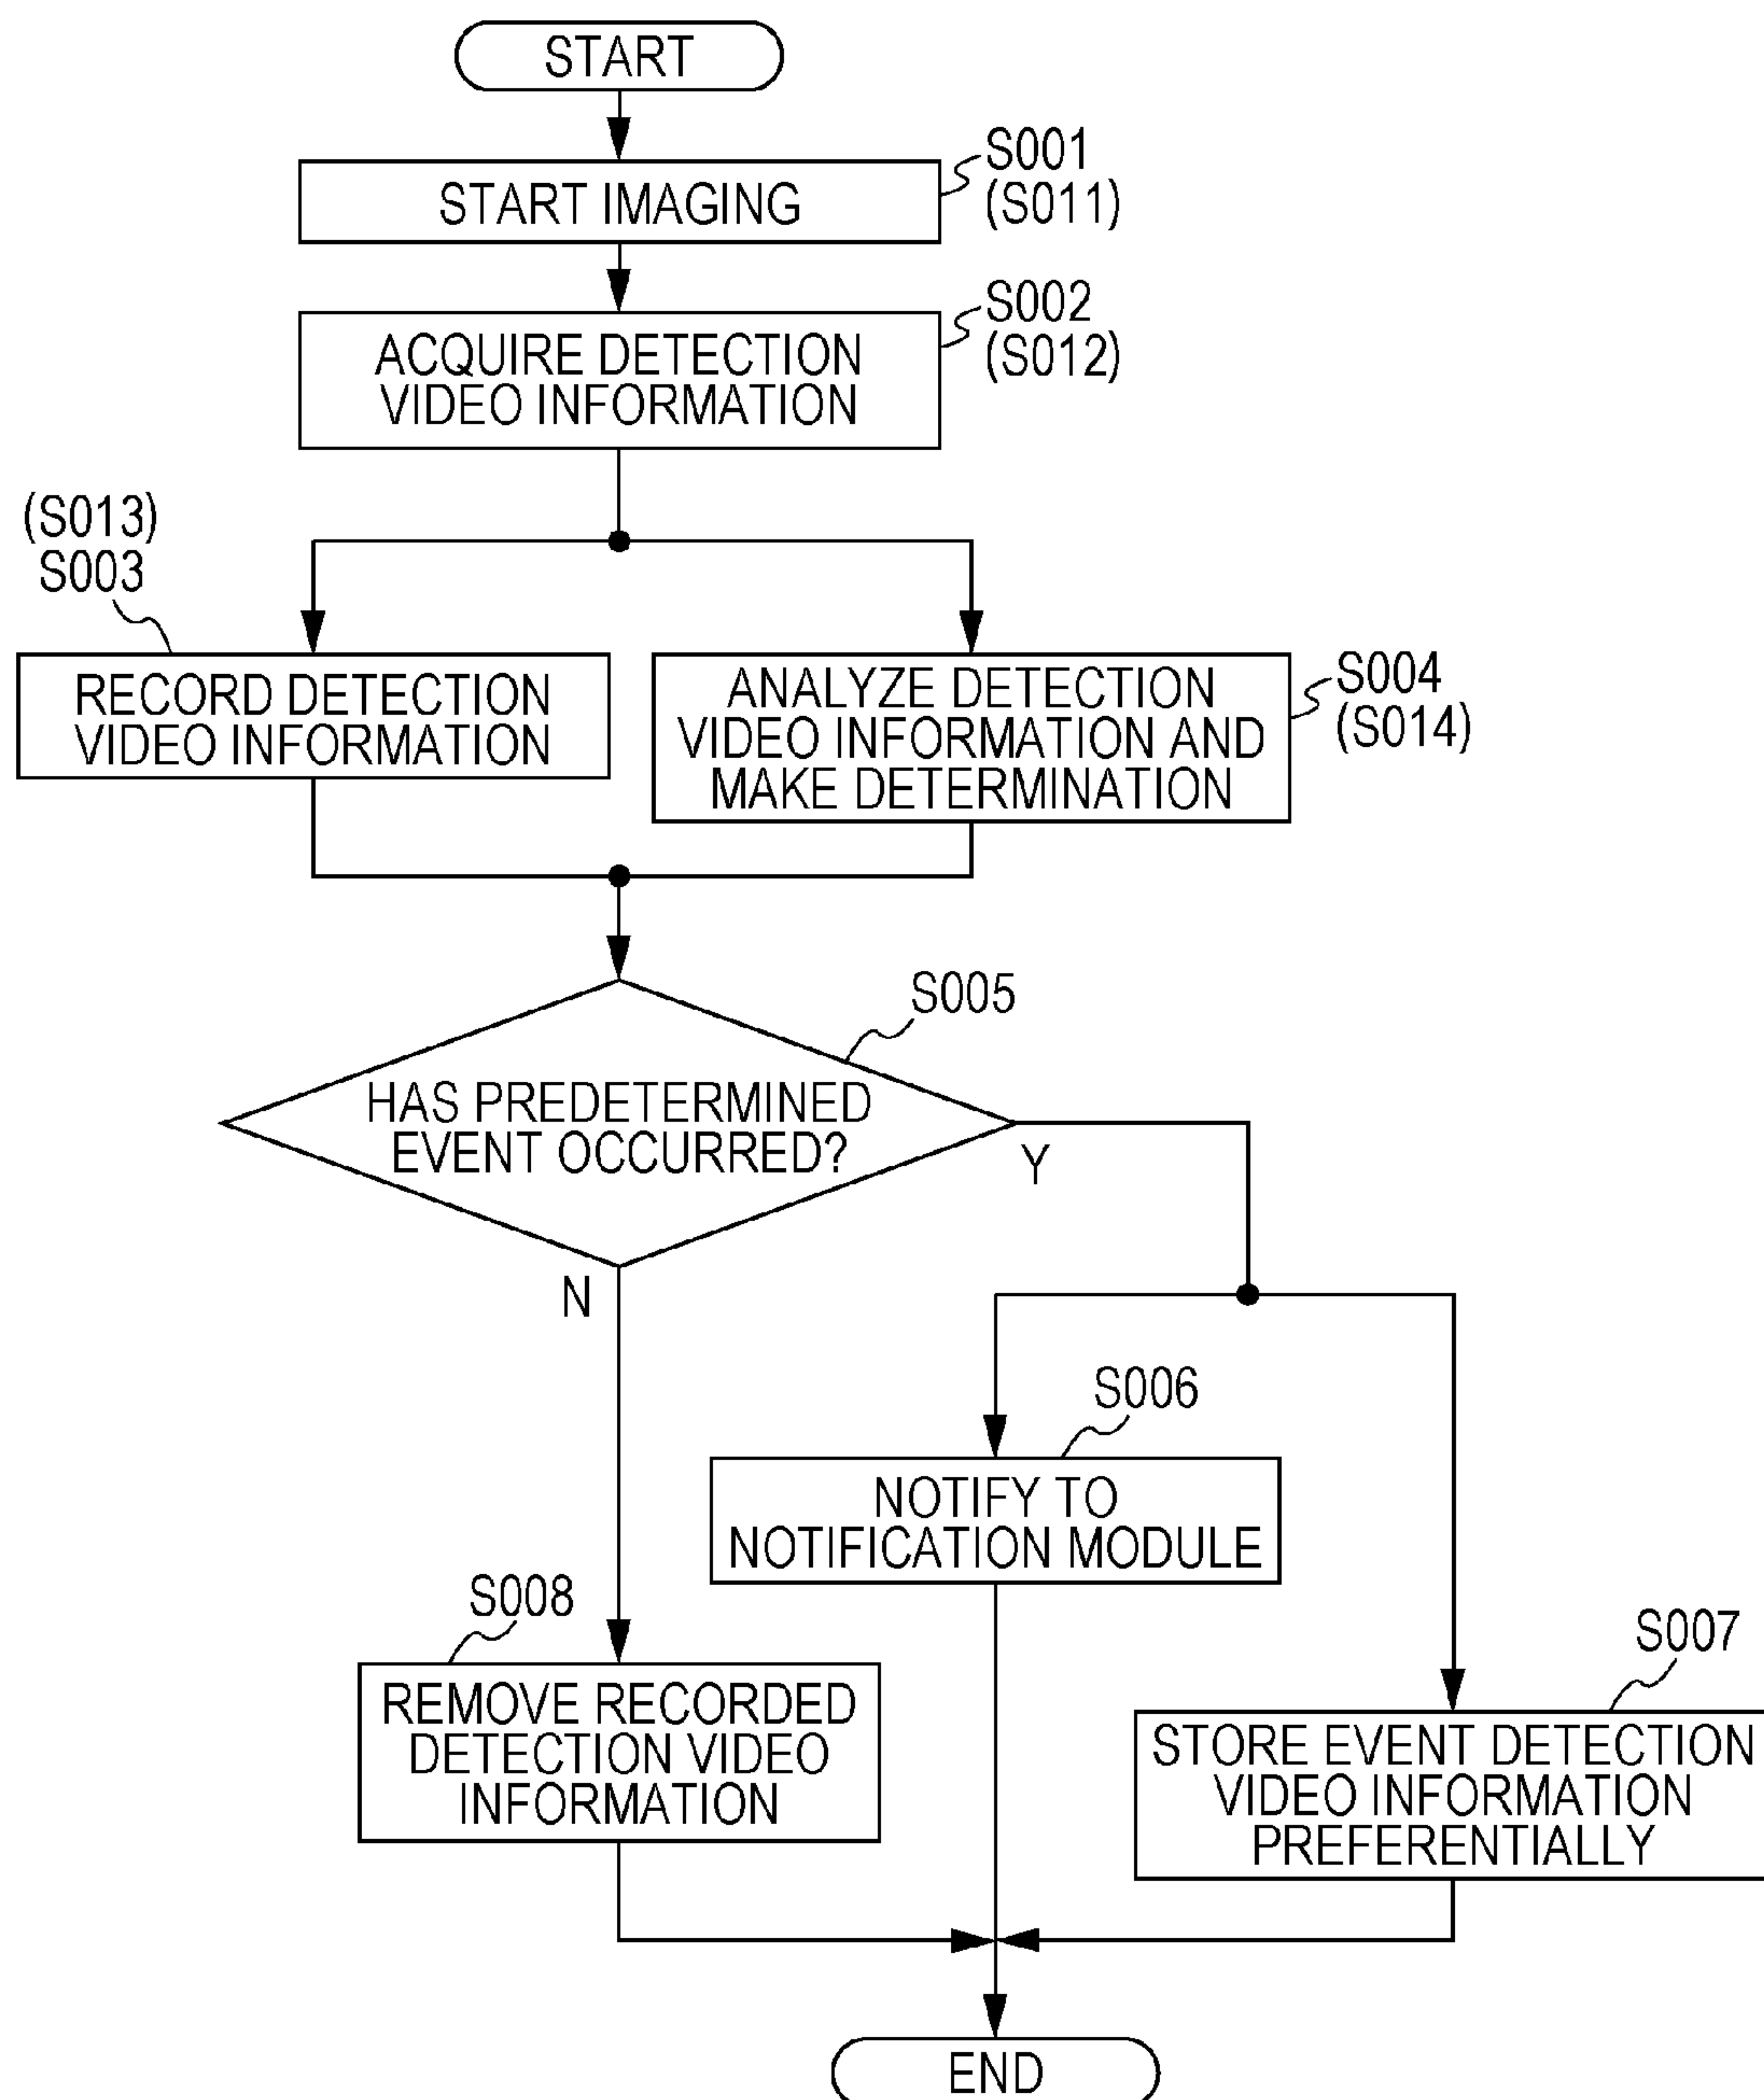 START
START IMAGING
S001
(S011)
ACQUIRE DETECTION
VIDEO INFORMATION
S002
(S012)
(S013)
S003
RECORD DETECTION
VIDEO INFORMATION
ANALYZE DETECTION
VIDEO INFORMATION AND
MAKE DETERMINATION
S004
(S014)
S005
HAS PREDETERMINED
EVENT OCCURRED?
Y
N
S006
NOTIFY TO
NOTIFICATION MODULE
S008
REMOVE RECORDED
DETECTION VIDEO
INFORMATION
S007
STORE EVENT DETECTION
VIDEO INFORMATION
PREFERENTIALLY
END